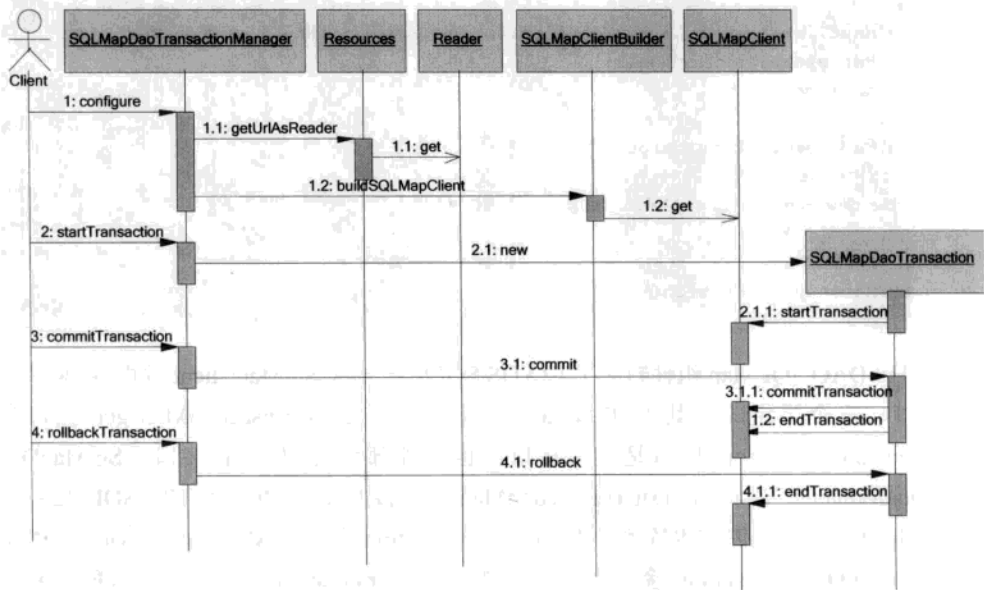 SQLMapDaoTransactionManager
Resources
Reader
SQLMapClientBuilder
SQLMapClient
Client
1: configure
1.1: getUrlAsReader
1.1: get
1.2: buildSQLMapClient
1.2: get
2: startTransaction
2.1: new
SQLMapDaoTransaction
2.1.1: startTransaction
3: commitTransaction
3.1: commit
3.1.1: commitTransaction
1.2: endTransaction
4: rollbackTransaction
4.1: rollback
4.1.1: endTransaction